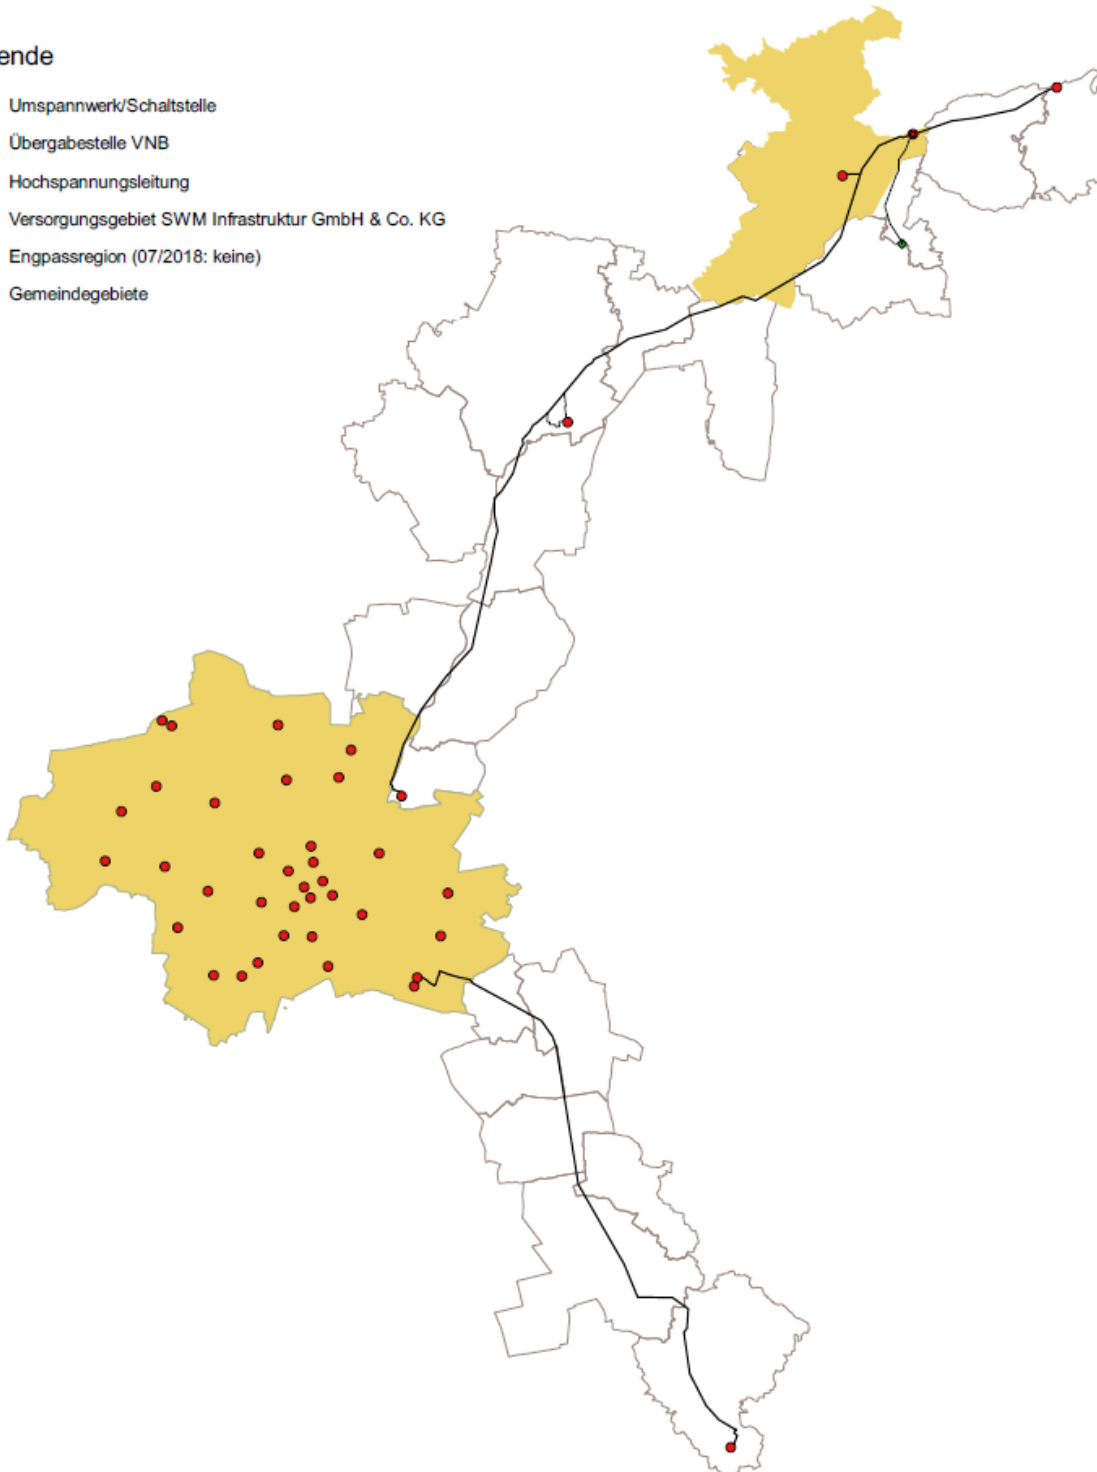 ende
Umspannwerk/Schaltstelle
Übergabestelle VNB
Hochspannungsleitung
Versorgungsgebiet SWM Infrastruktur GmbH & Co. KG
Engpassregion (07/2018: keine)
Gemeindegebiete